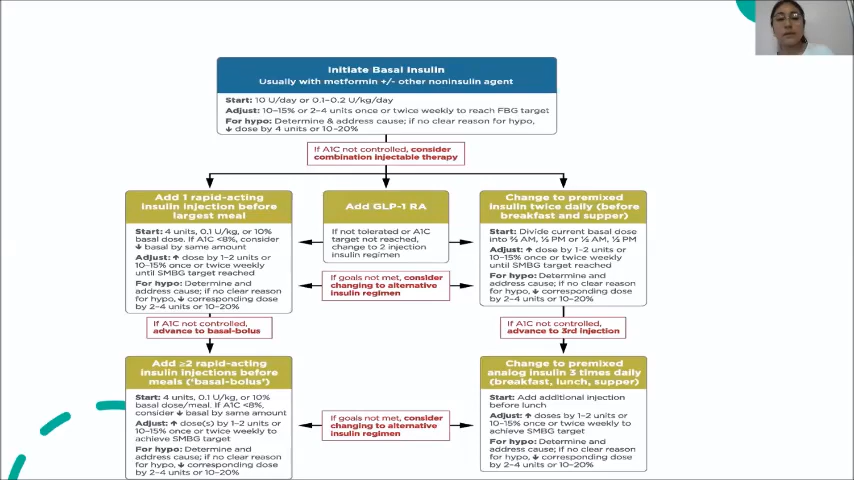 Initiate Basal Insulin
Usually with metformin +/- other noninsulin agent
Start: 10 U/day or 0.1–0.2 U/kg/day
Adjust: 10–15% or 2–4 units once or twice weekly to reach FBG target
For hypo: Determine & address cause; if no clear reason for hypo,
↓ dose by 4 units or 10–20%
If A1C not controlled, consider
combination injectable therapy
Add 1 rapid-acting
insulin injection before
largest meal
Start: 4 units, 0.1 U/kg, or 10%
basal dose. If A1C <8%, consider
↓ basal by same amount
Adjust: ↑ dose by 1–2 units or
10–15% once or twice weekly
until SMBG target reached
For hypo: Determine and
address cause; if no clear reason
for hypo, ↓ corresponding dose
by 2–4 units or 10–20%
Add GLP-1 RA
If not tolerated or A1C
target not reached,
change to 2 injection
insulin regimen
If goals not met, consider
changing to alternative
insulin regimen
Change to premixed
insulin twice daily (before
breakfast and supper)
Start: Divide current basal dose
into ⅔ AM, ⅓ PM or ½ AM, ½ PM
Adjust: ↑ dose by 1–2 units or
10–15% once or twice weekly
until SMBG target reached
For hypo: Determine and
address cause; if no clear reason
for hypo, ↓ corresponding dose
by 2–4 units or 10–20%
If A1C not controlled,
advance to basal-bolus
If A1C not controlled,
advance to 3rd injection
Add ≥2 rapid-acting
insulin injections before
meals ('basal-bolus')
Start: 4 units, 0.1 U/kg, or 10%
basal dose/meal. If A1C <8%,
consider ↓ basal by same amount
Adjust: ↑ dose(s) by 1–2 units or
10–15% once or twice weekly to
achieve SMBG target
For hypo: Determine and
address cause; if no clear reason
for hypo, ↓ corresponding dose
by 2–4 units or 10–20%
If goals not met, consider
changing to alternative
insulin regimen
Change to premixed
analog insulin 3 times daily
(breakfast, lunch, supper)
Start: Add additional injection
before lunch
Adjust: ↑ doses by 1–2 units or
10–15% once or twice weekly to
achieve SMBG target
For hypo: Determine and
address cause; if no clear reason
for hypo, ↓ corresponding dose
by 2–4 units or 10–20%